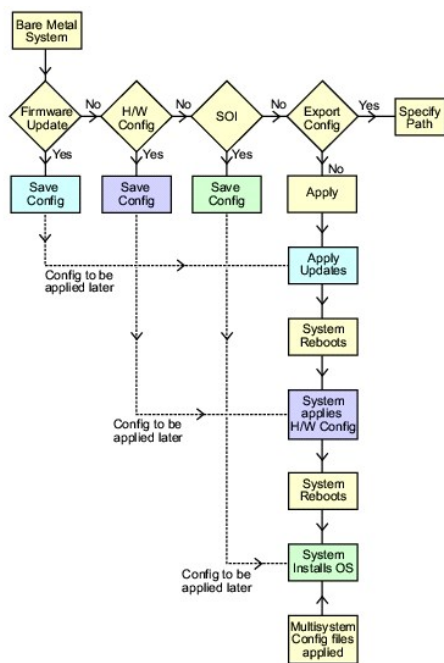 Bare Metal
System
Firmware
Update
No
H/W
Config
No
SOI
No
Export
Config
Yes
Specify
Path
Yes
Yes
Yes
No
Save
Config
Save
Config
Save
Config
Apply
Config to be
applied later
Apply
Updates
System
Reboots
Config to be
applied later
System
applies
H/W Config
System
Reboots
Config to be
applied later
System
Installs OS
Multisystem
Config files
applied